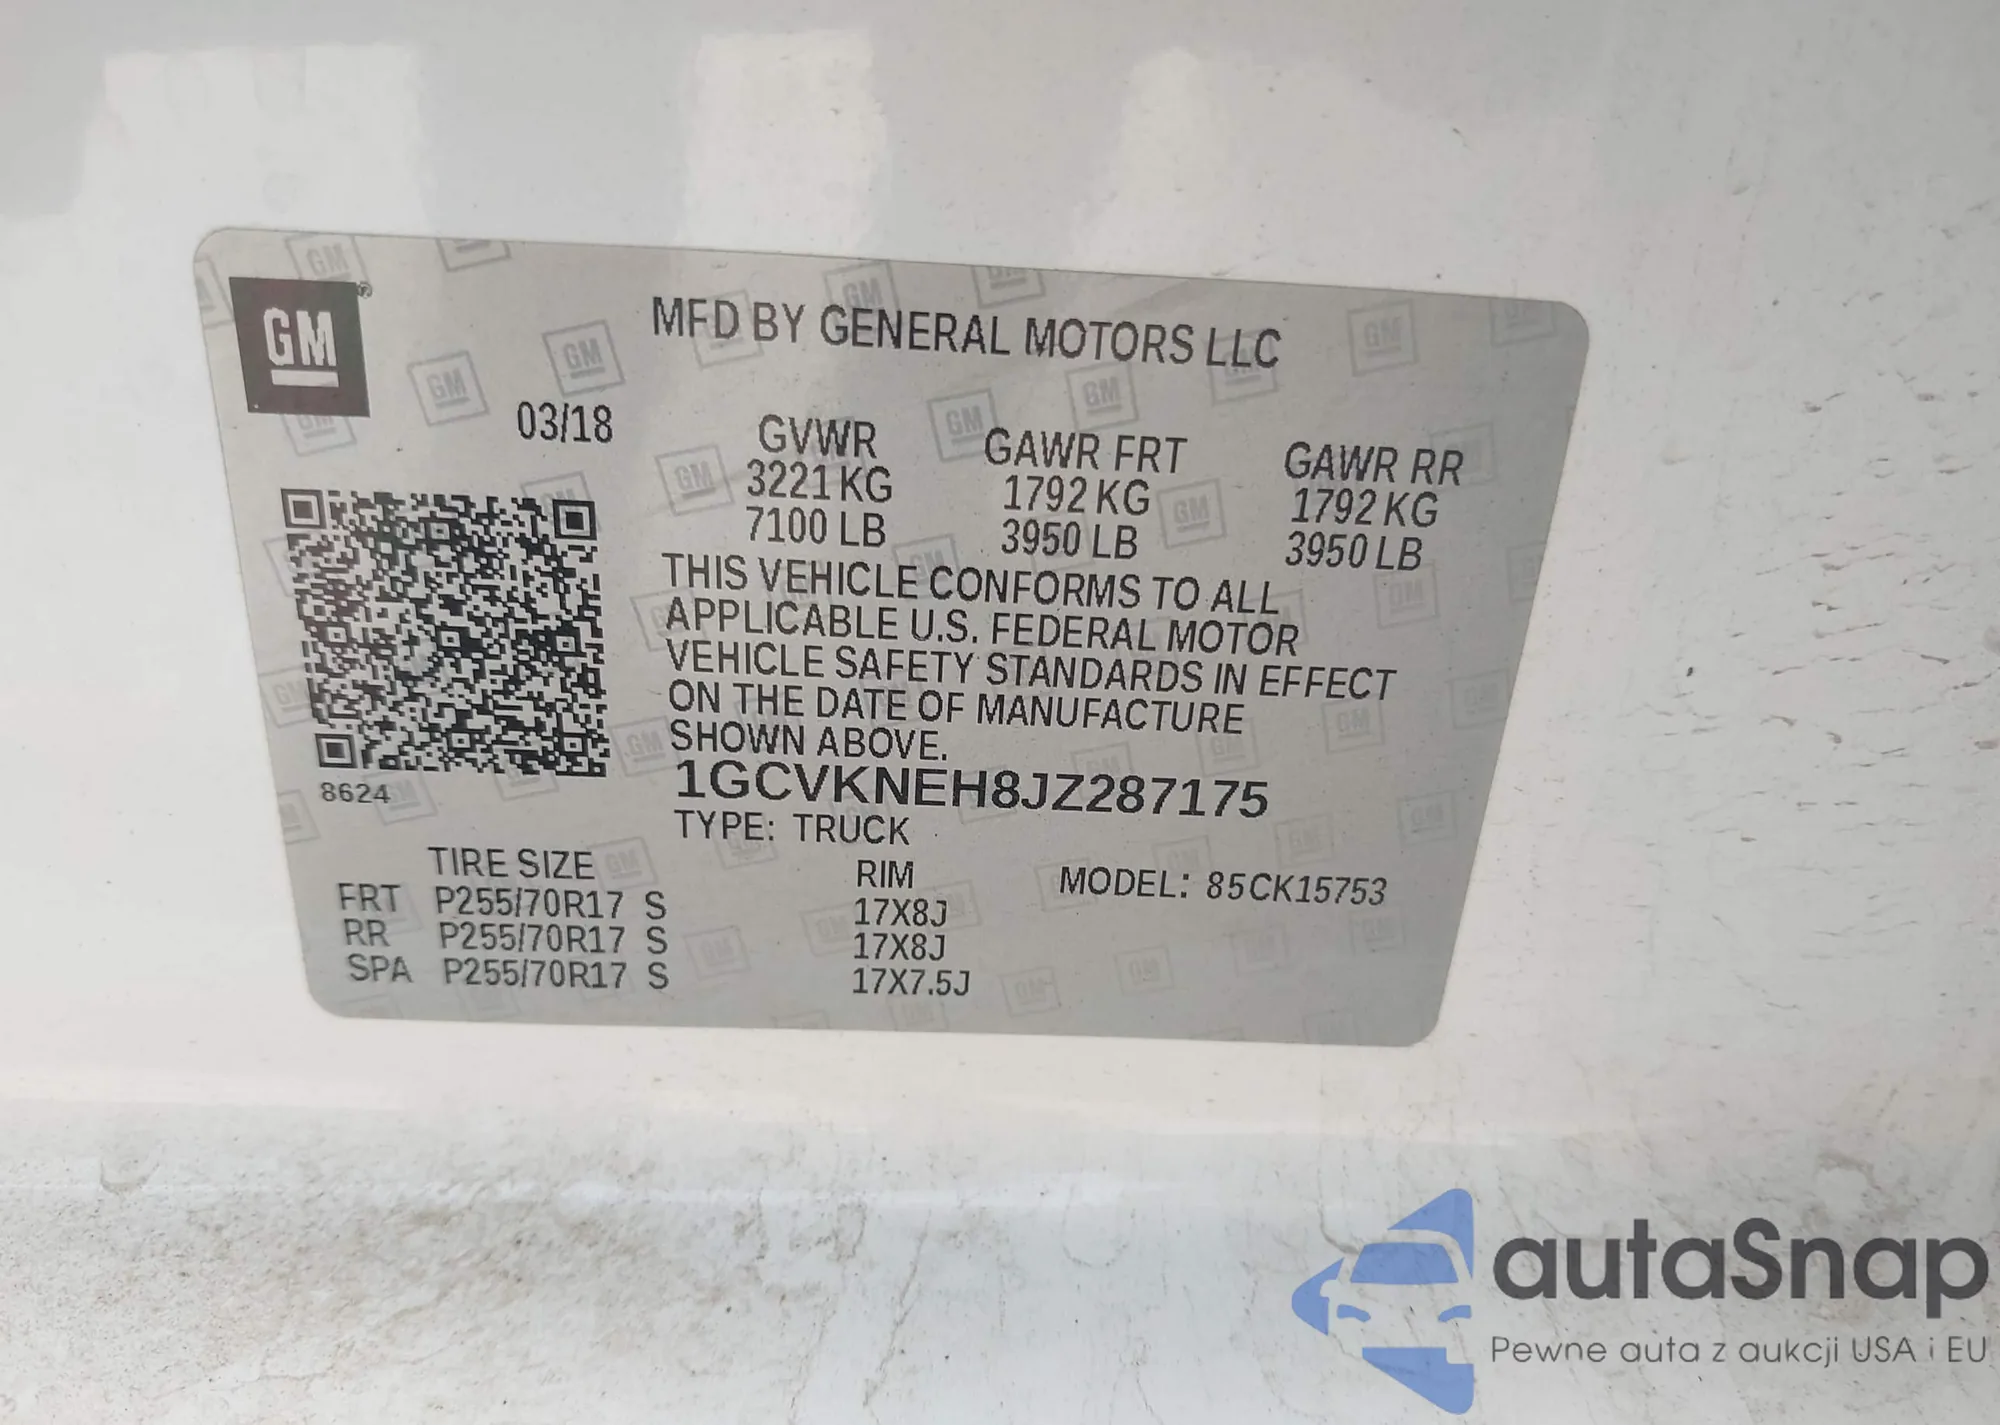 GM
MFD BY GENERAL MOTORS LLC
03/18
GVWR GAWR FRT GAWR RR
3221 KG 1792 KG 1792 KG
7100 LB 3950 LB 3950 LB
THIS VEHICLE CONFORMS TO ALL
APPLICABLE U.S. FEDERAL MOTOR
VEHICLE SAFETY STANDARDS IN EFFECT
ON THE DATE OF MANUFACTURE
SHOWN ABOVE.
1GCVKNEH8JZ287175
8624
TYPE: TRUCK
TIRE SIZE RIM MODEL: 85CK15753
FRT P255/70R17 S 17X8J
RR P255/70R17 S 17X8J
SPA P255/70R17 S 17X7.5J
autaSnap
Pewne auta z aukcji USA i EU